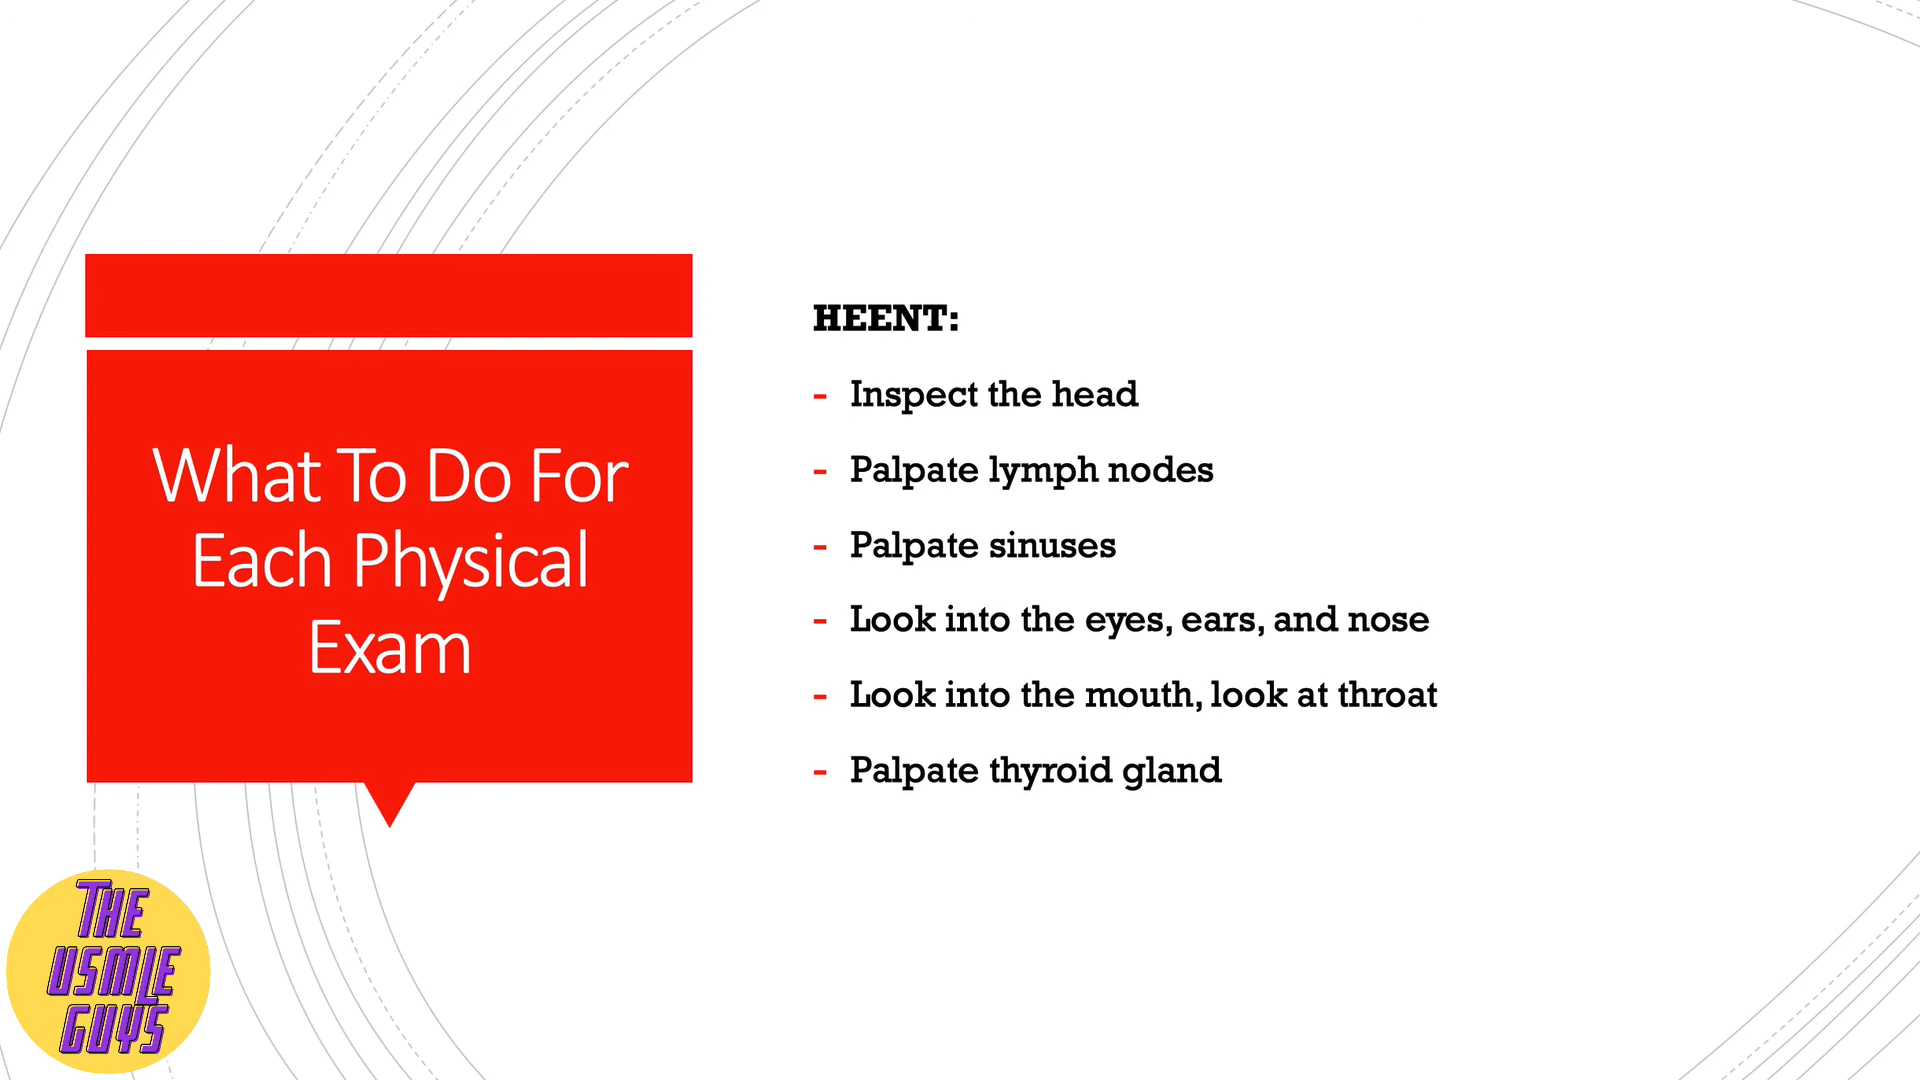 What To Do For
Each Physical
Exam
HEENT:
- Inspect the head
- Palpate lymph nodes
- Palpate sinuses
- Look into the eyes, ears, and nose
- Look into the mouth, look at throat
- Palpate thyroid gland
THE
USMLE
GUYS